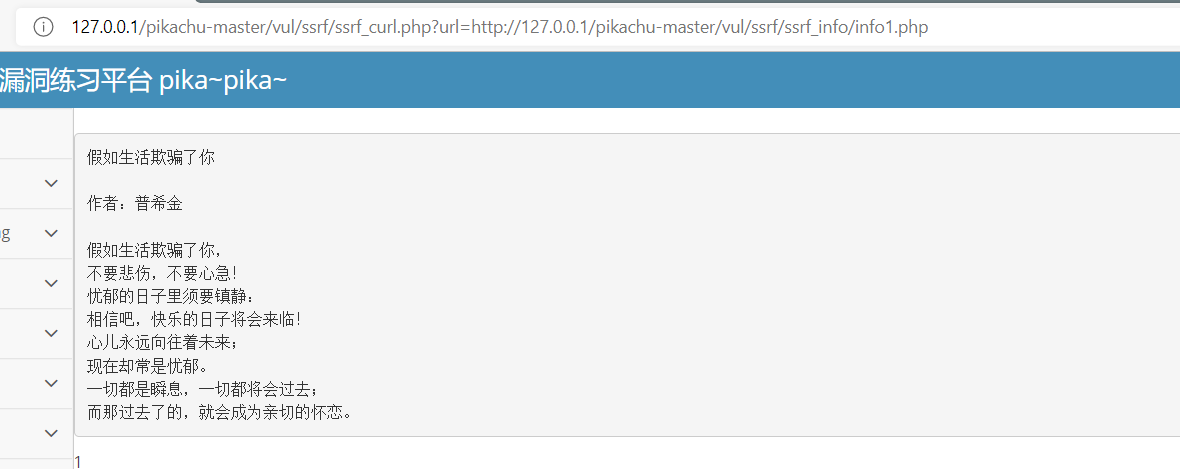 127.0.0.1/pikachu-master/vul/ssrf/ssrf_curl.php?url=http://127.0.0.1/pikachu-master/vul/ssrf/ssrf_info/info1.php
漏洞练习平台 pika~pika~
g
假如生活欺骗了你
作者：普希金
假如生活欺骗了你，
不要悲伤，不要心急！
忧郁的日子里须要镇静：
相信吧，快乐的日子将会来临！
心儿永远向往着未来；
现在却常是忧郁。
一切都是瞬息，一切都将会过去；
而那过去了的，就会成为亲切的怀恋。
1